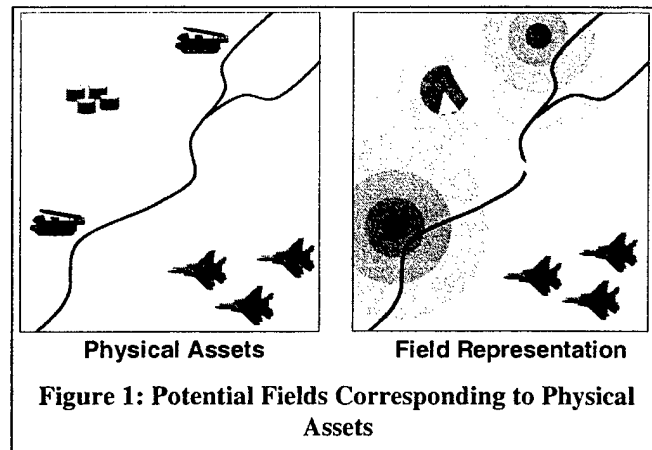 Physical Assets
Field Representation
Figure 1: Potential Fields Corresponding to Physical
Assets